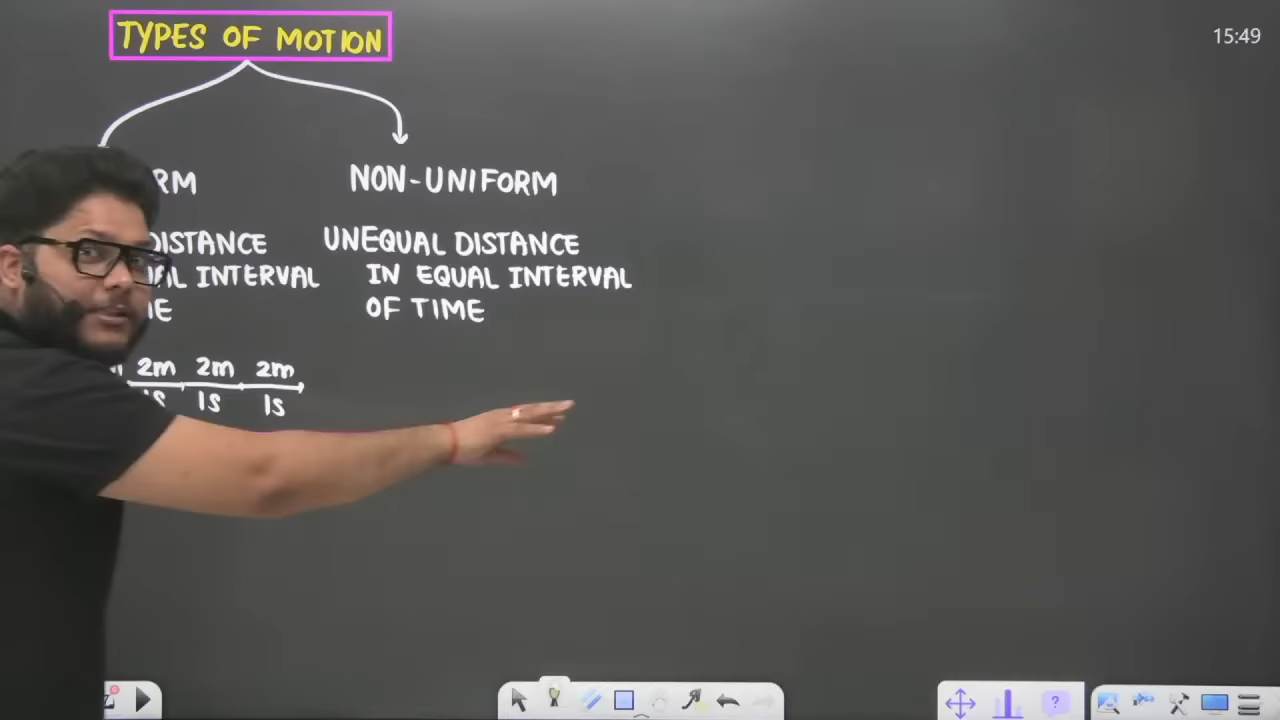 TYPES OF MOTION
15:49
RM
NON-UNIFORM
DISTANCE
UNEQUAL DISTANCE
AL INTERVAL
IN EQUAL INTERVAL
OF TIME
2m 2m 2m
1s 1s